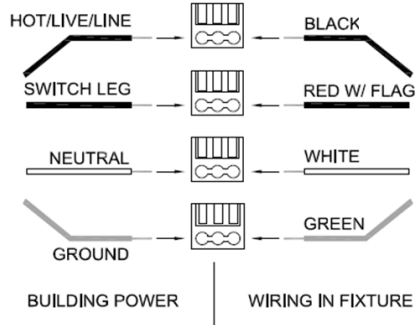 HOT/LIVE/LINE
BLACK
SWITCH LEG
RED W/ FLAG
NEUTRAL
WHITE
GROUND
GREEN
BUILDING POWER
WIRING IN FIXTURE